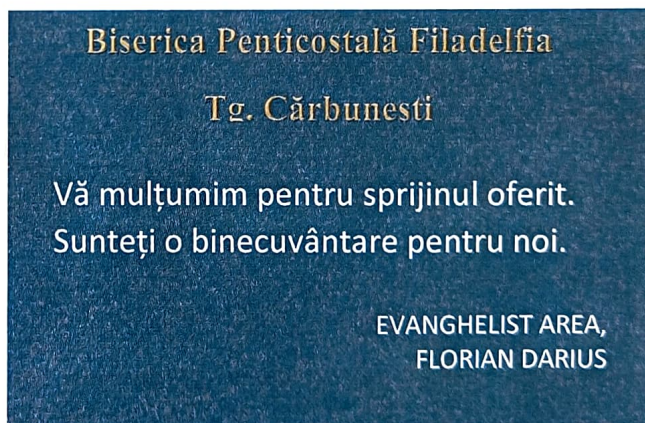 Biserica Penticostală Filadelfia
Tg. Cărbunesti
Vă mulțumim pentru sprijinul oferit.
Sunteți o binecuvântare pentru noi.
EVANGHELIST AREA,
FLORIAN DARIUS